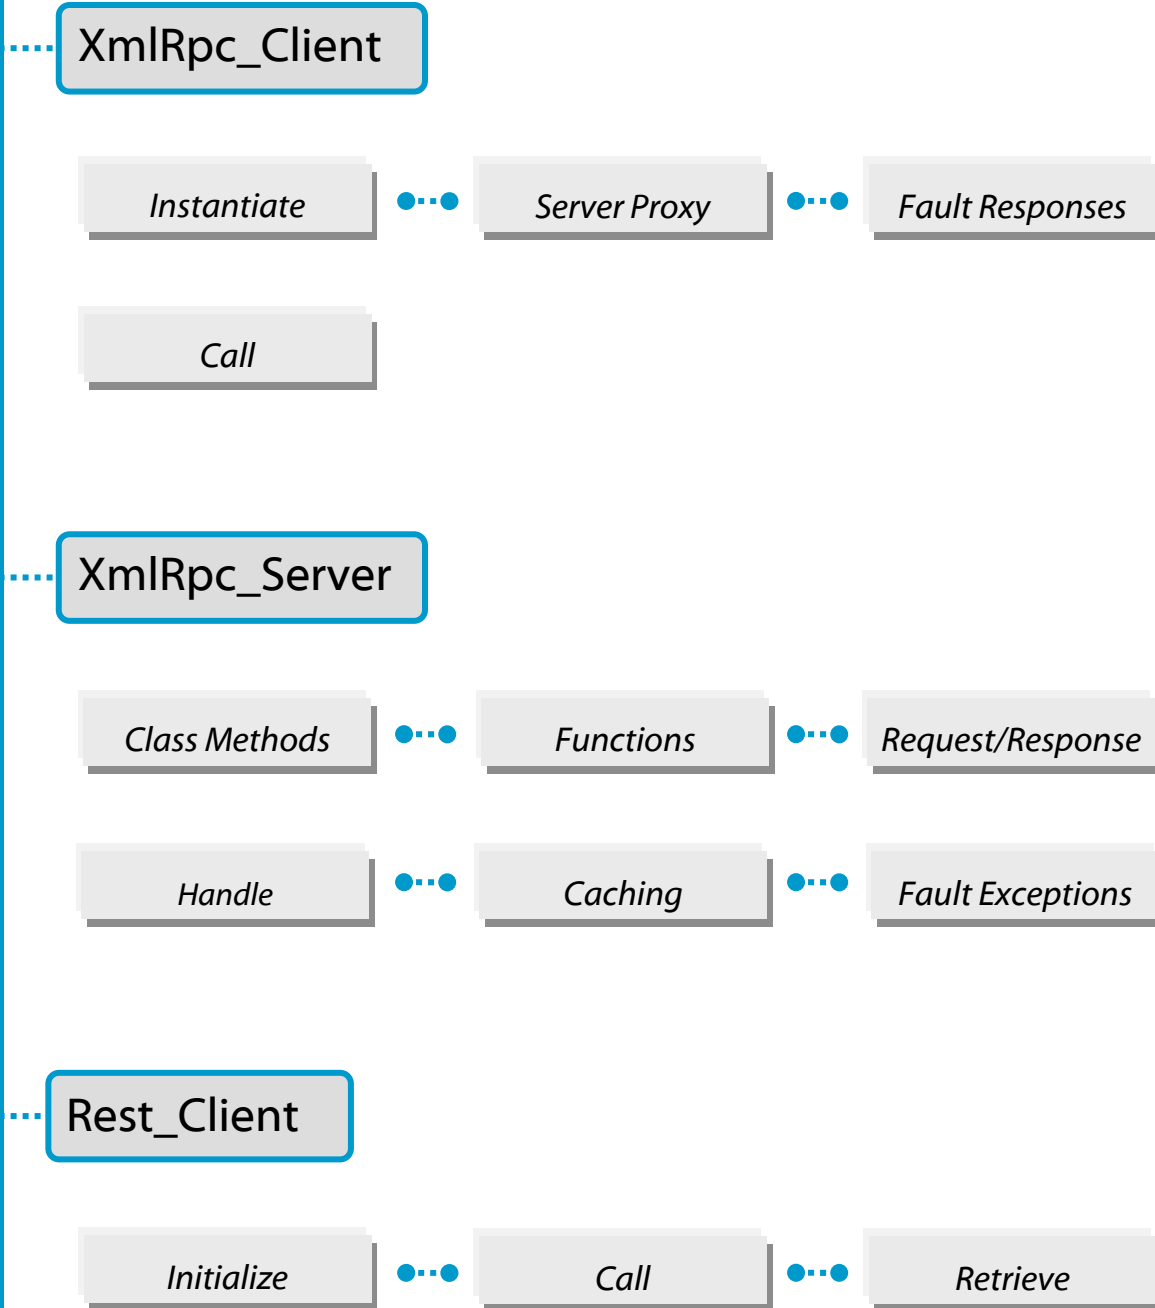 XmlRpc_Client
Instantiate Server Proxy Fault Responses
Call
XmlRpc_Server
Class Methods Functions Request/Response
Handle Caching Fault Exceptions
Rest_Client
Initialize Call Retrieve